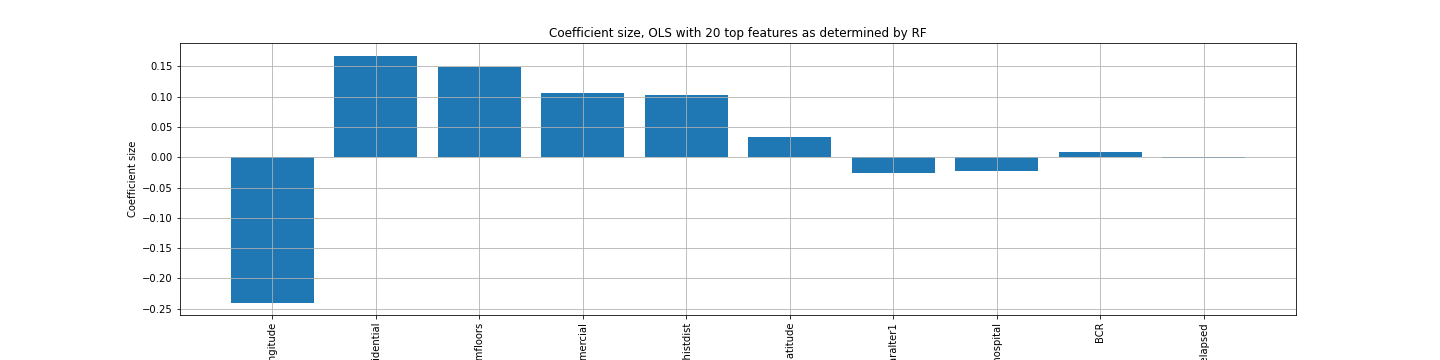 Coefficient size, OLS with 20 top features as determined by RF
Coefficient size
0.15
0.10
0.05
0.00
−0.05
−0.10
−0.15
−0.20
−0.25
ngitude
idential
mfloors
mercial
histdist
atitude
aralter1
ospital
BCR
elapsed